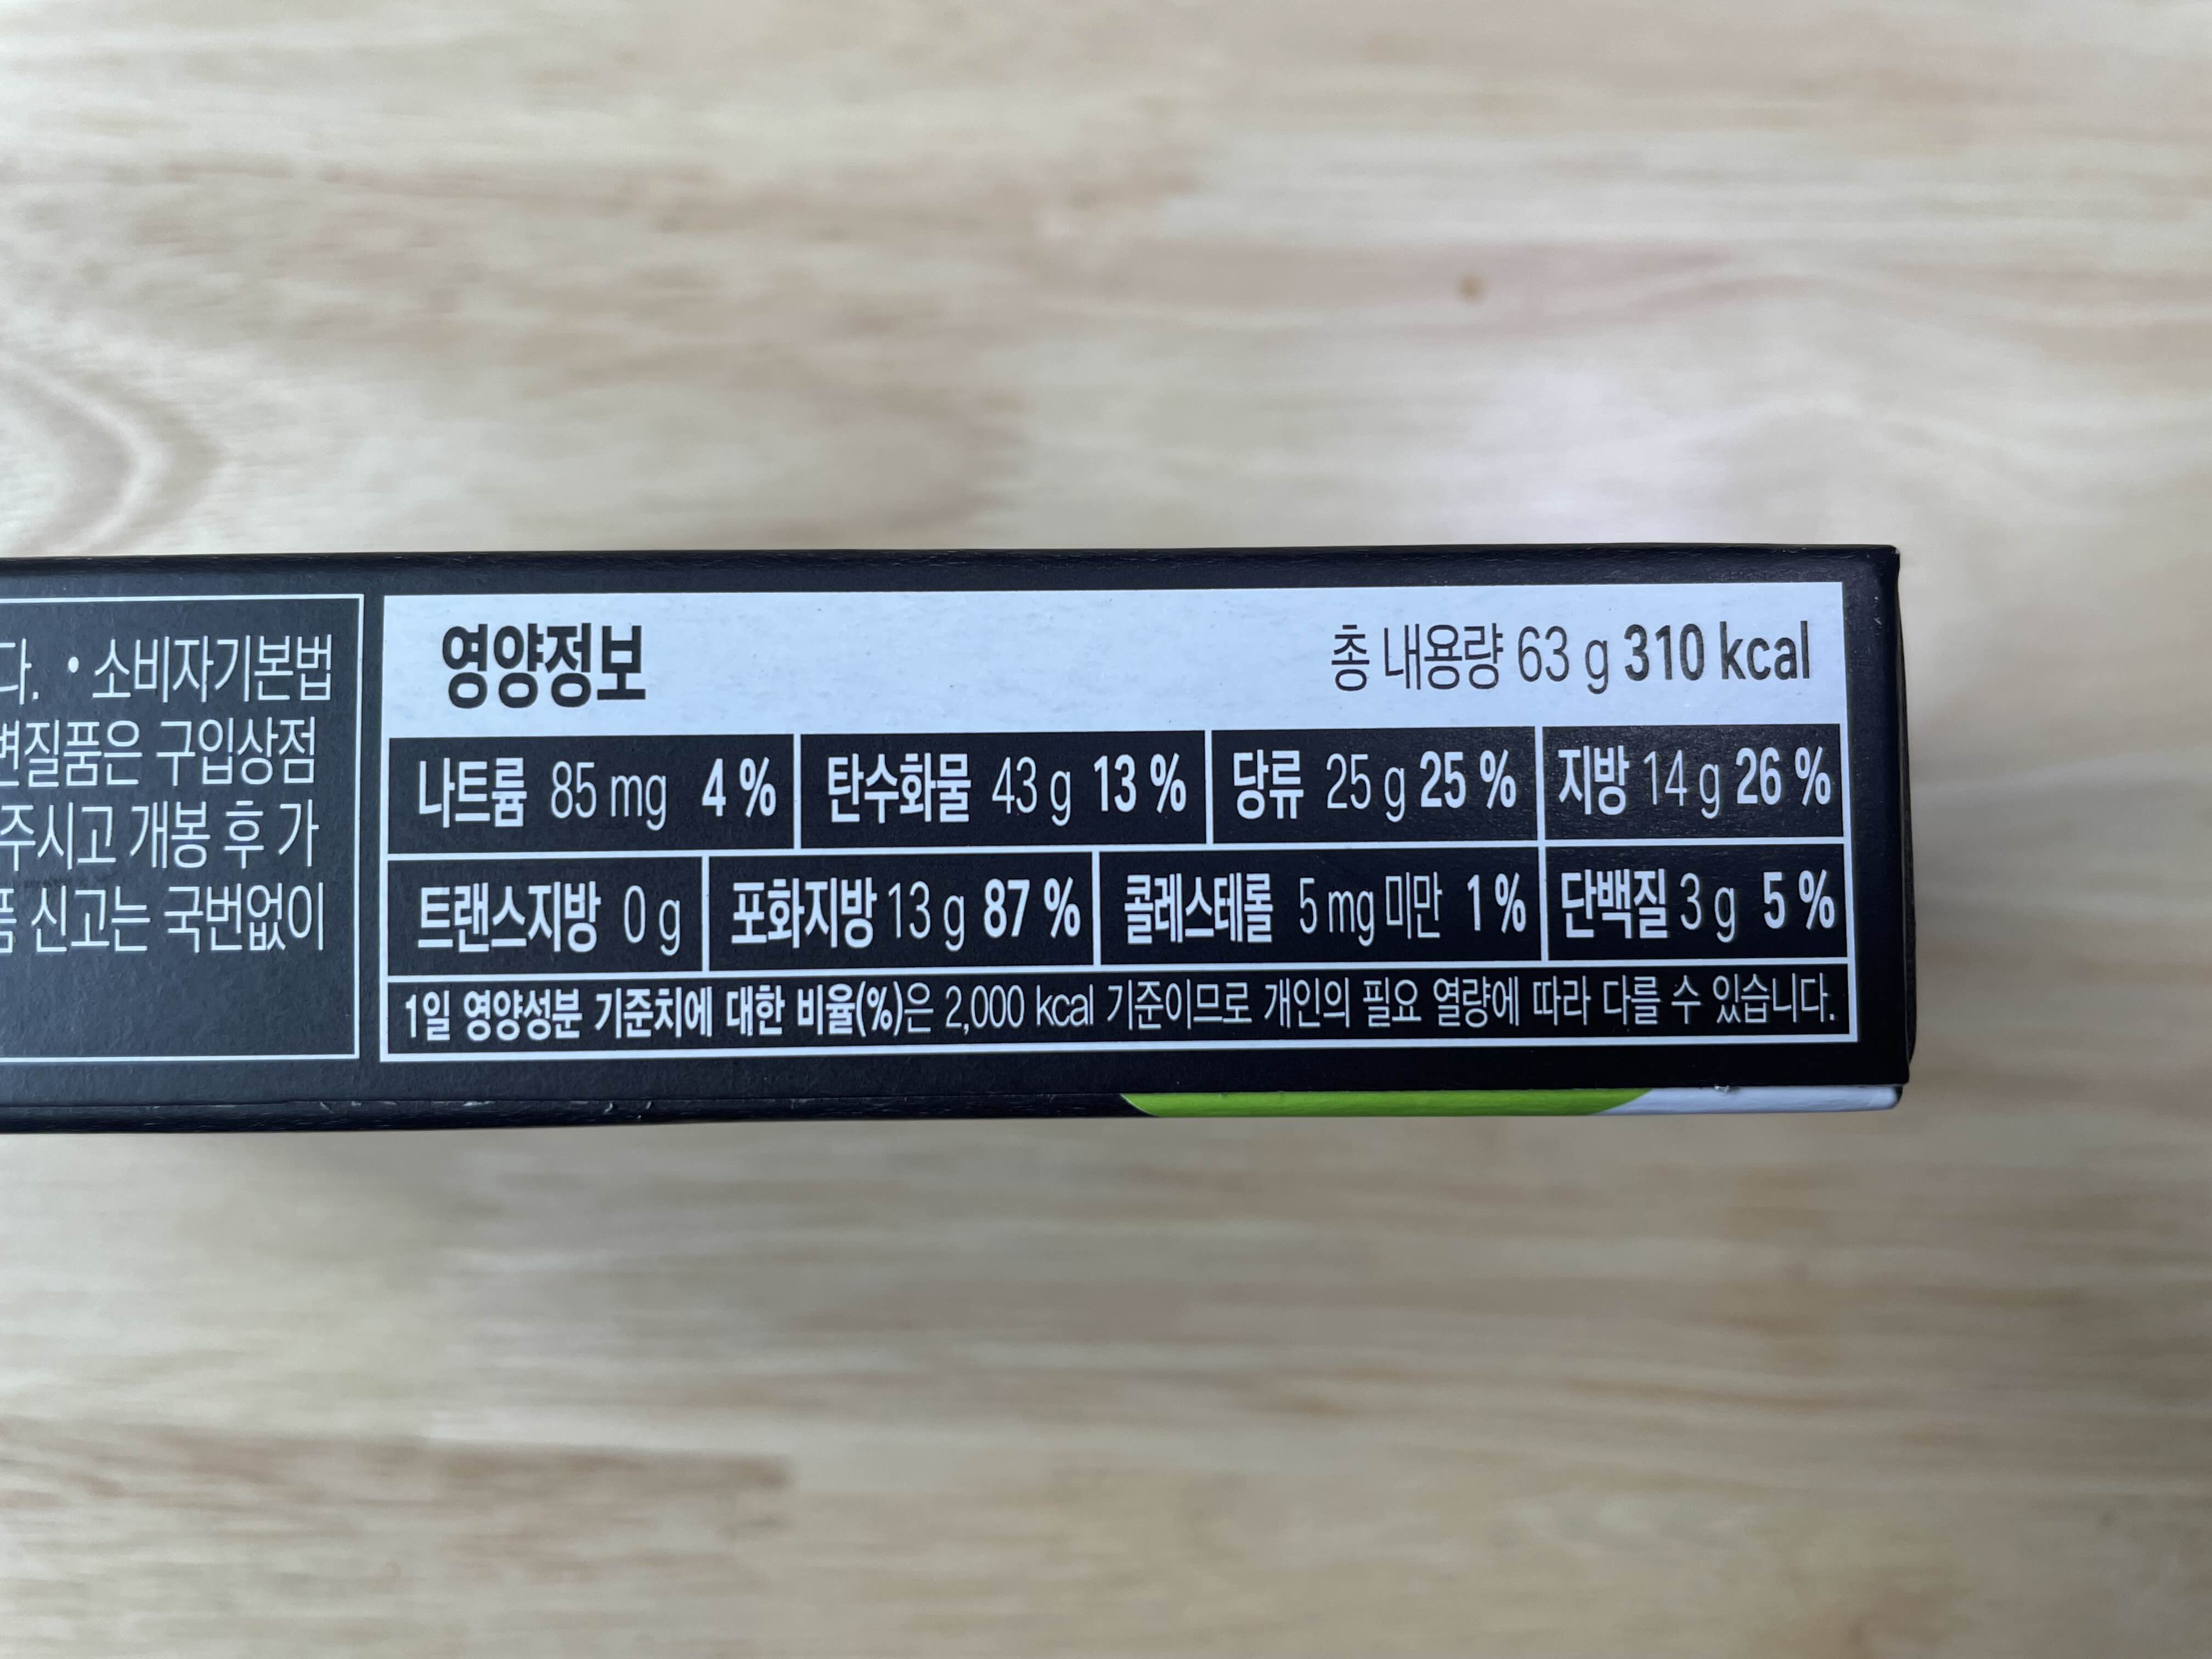 다. • 소비자기본법
변질품은 구입상점
주시고 개봉 후 가
품 신고는 국번없이
영양정보
총 내용량 63 g 310 kcal
나트륨 85 mg 4 % 탄수화물 43 g 13 % 당류 25 g 25 % 지방 14 g 26 %
트랜스지방 0 g 포화지방 13 g 87 % 콜레스테롤 5 mg 미만 1 % 단백질 3 g 5 %
1일 영양성분 기준치에 대한 비율(%)은 2,000 kcal 기준이므로 개인의 필요 열량에 따라 다를 수 있습니다.